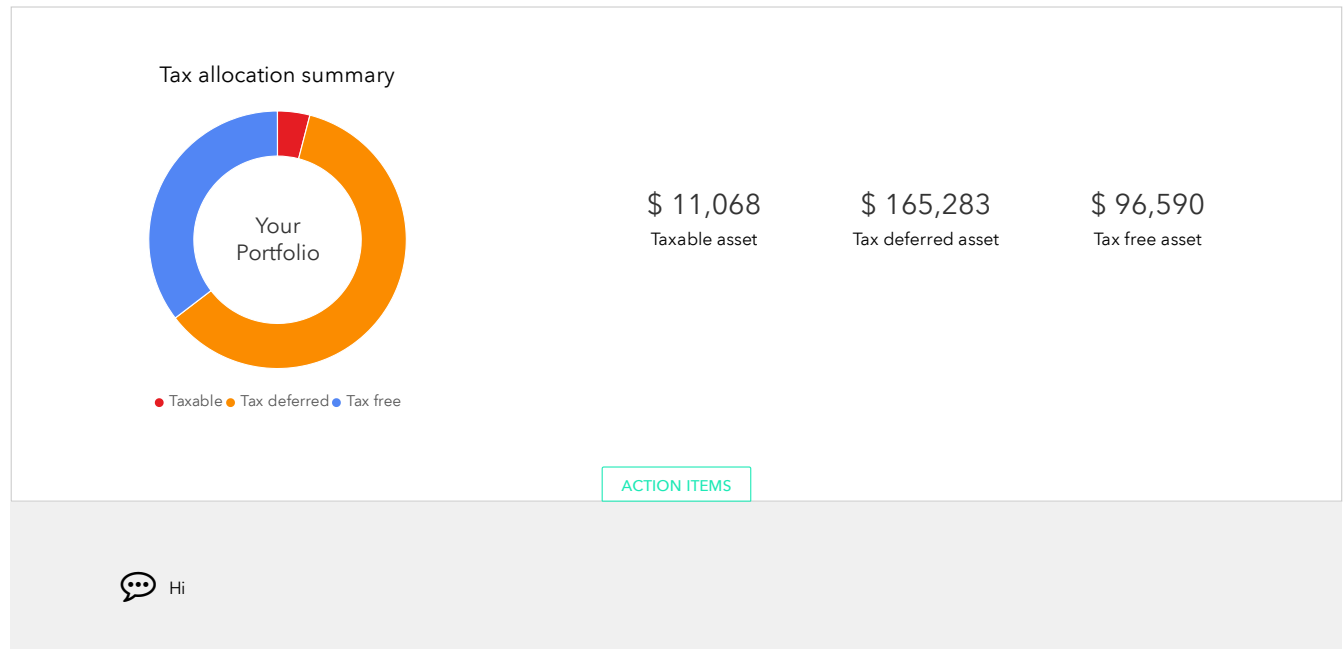 Tax allocation summary
Your
Portfolio
Taxable Tax deferred Tax free
$ 11,068
Taxable asset
$ 165,283
Tax deferred asset
$ 96,590
Tax free asset
ACTION ITEMS
Hi